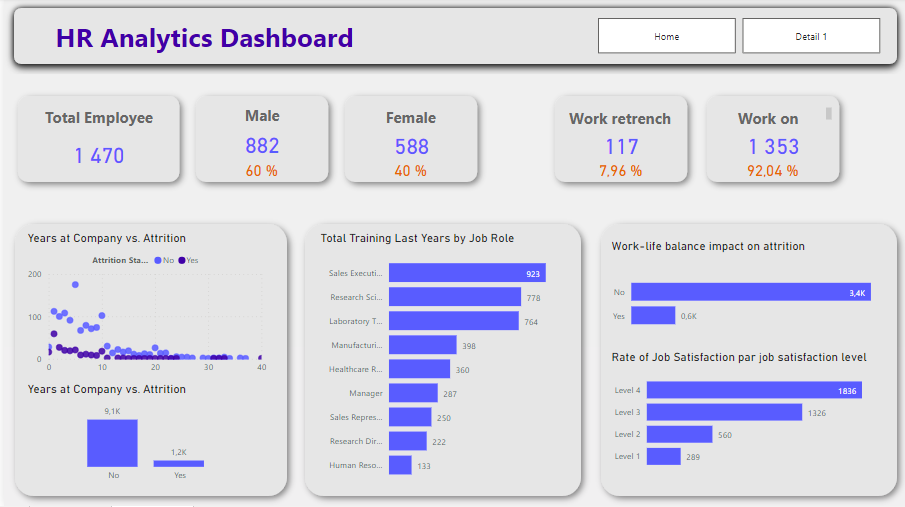 HR Analytics Dashboard
Home
Detail 1
Total Employee
1 470
Male
882
60 %
Female
588
40 %
Work retrench
117
7,96 %
Work on
1 353
92,04 %
Years at Company vs. Attrition
Attrition Sta... No Yes
200
100
0
0 10 20 30 40
Years at Company vs. Attrition
9,1K
1,2K
No Yes
Total Training Last Years by Job Role
Sales Executi... 923
Research Sci... 778
Laboratory T... 764
Manufacturi... 398
Healthcare R... 360
Manager 287
Sales Repres... 250
Research Dir... 222
Human Reso... 133
Work-life balance impact on attrition
No 3,4K
Yes 0,6K
Rate of Job Satisfaction par job satisfaction level
Level 4 1836
Level 3 1326
Level 2 560
Level 1 289